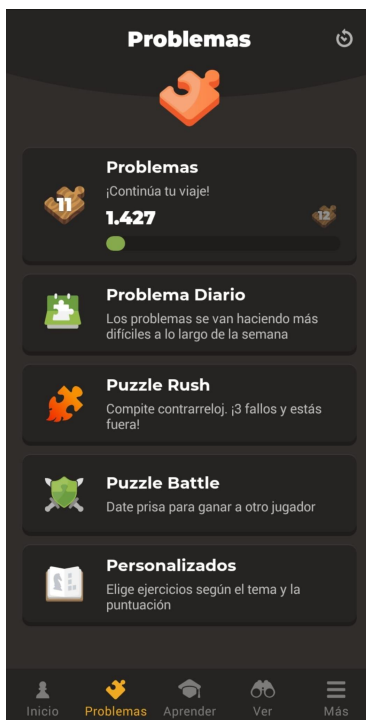 Problemas
Problemas
¡Continúa tu viaje!
11
1.427
12
Problema Diario
Los problemas se van haciendo más
difíciles a lo largo de la semana
Puzzle Rush
Compite contrarreloj. ¡3 fallos y estás
fuera!
Puzzle Battle
Date prisa para ganar a otro jugador
Personalizados
Elige ejercicios según el tema y la
puntuación
Inicio Problemas Aprender Ver Más